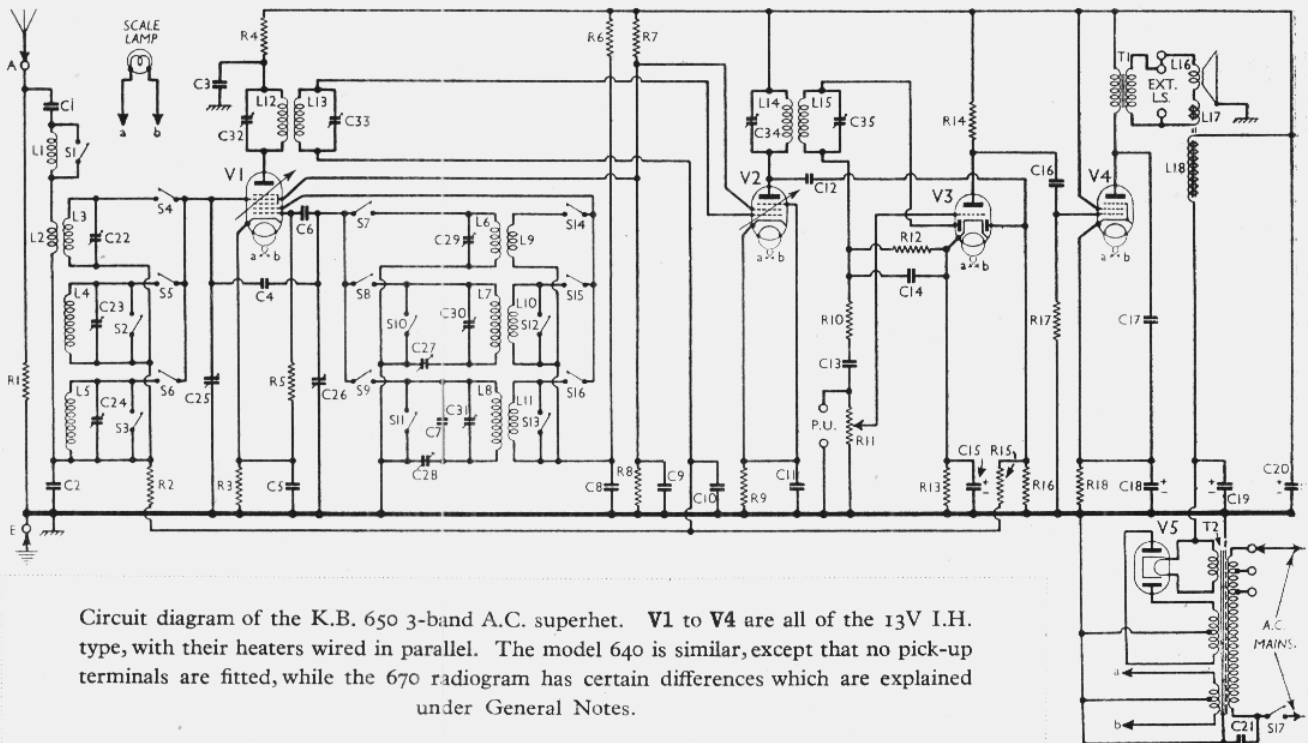 SCALE
LAMP
A
a b
C1
L1
S1
L2
L3
C22
S4
L4
C23
S2
S5
L5
C24
S3
S6
R1
C2
R2
E
R4
C3
L12
L13
C32
C33
V1
a b
C6
C4
C25
R5
C26
R3
C5
S7
L6
C29
L9
S14
S8
S10
L7
C30
L10
S12
S15
C27
S9
S11
C7
C31
L8
L11
S13
S16
C28
R6
R7
C8
R8
C9
C10
L14
L15
C34
C35
V2
a b
C12
R9
C11
R12
C14
R10
C13
P.U.
R11
R14
V3
a b
C16
R17
R13
C15
+
−
R15
R16
V4
a b
T1
L16
EXT.
L.S.
L17
L18
C17
R18
C18
+
−
C19
C20
+
−
V5
T2
A.C.
MAINS.
a
b
C21
S17
Circuit diagram of the K.B. 650 3-band A.C. superhet. V1 to V4 are all of the 13V I.H.
type, with their heaters wired in parallel. The model 640 is similar, except that no pick-up
terminals are fitted, while the 670 radiogram has certain differences which are explained
under General Notes.